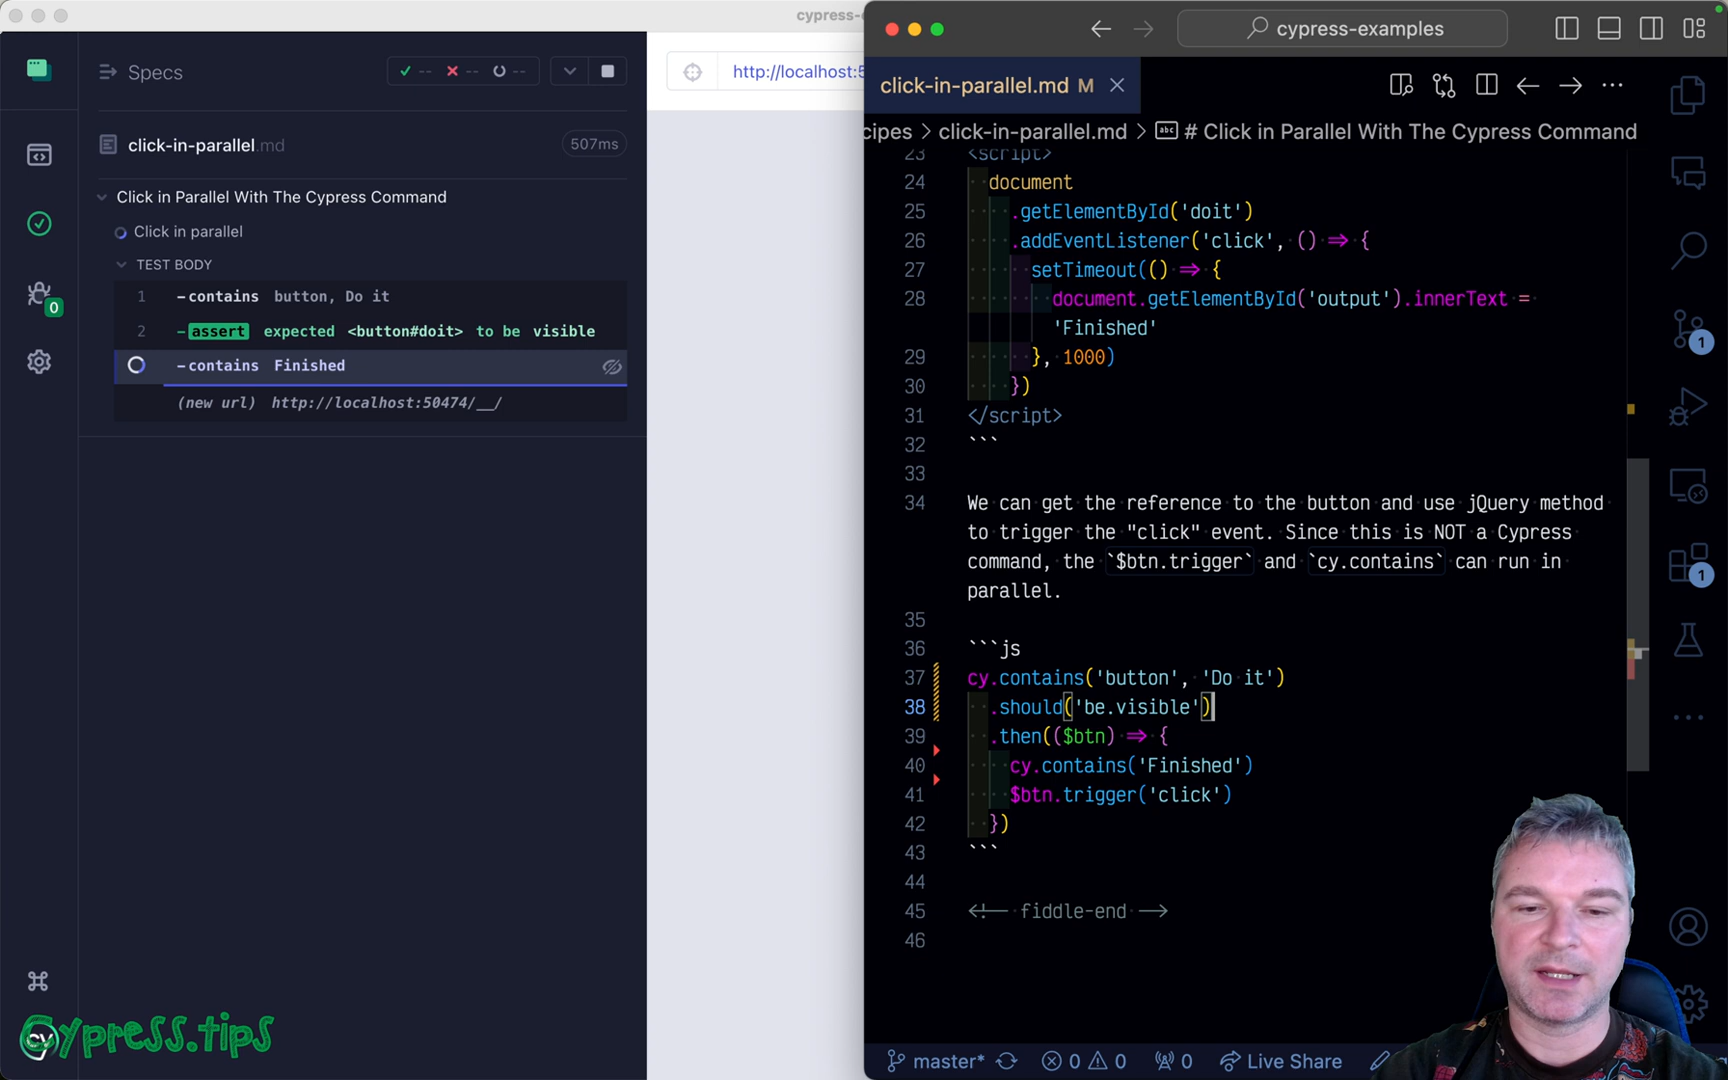 cypress-
cypress-examples
Specs
-- -- --
http://localhost:5
click-in-parallel.md M
cipes > click-in-parallel.md > # Click in Parallel With The Cypress Command
click-in-parallel.md
507ms
Click in Parallel With The Cypress Command
Click in parallel
TEST BODY
1 -contains button, Do it
2 -assert expected <button#doit> to be visible
-contains Finished
(new url) http://localhost:50474/__/
0
23 <script>
24 document
25 .getElementById('doit')
26 .addEventListener('click', () => {
27 setTimeout(() => {
28 document.getElementById('output').innerText =
'Finished'
29 }, 1000)
30 })
31 </script>
32 ```
33
34 We can get the reference to the button and use jQuery method
to trigger the "click" event. Since this is NOT a Cypress
command, the `$btn.trigger` and `cy.contains` can run in
parallel.
35
36 ```js
37 cy.contains('button', 'Do it')
38 .should('be.visible')
39 .then(($btn) => {
40 cy.contains('Finished')
41 $btn.trigger('click')
42 })
43 ```
44
45 <!-- fiddle-end -->
46
1
1
Cypress.tips
cy
master* 0 0 0 Live Share